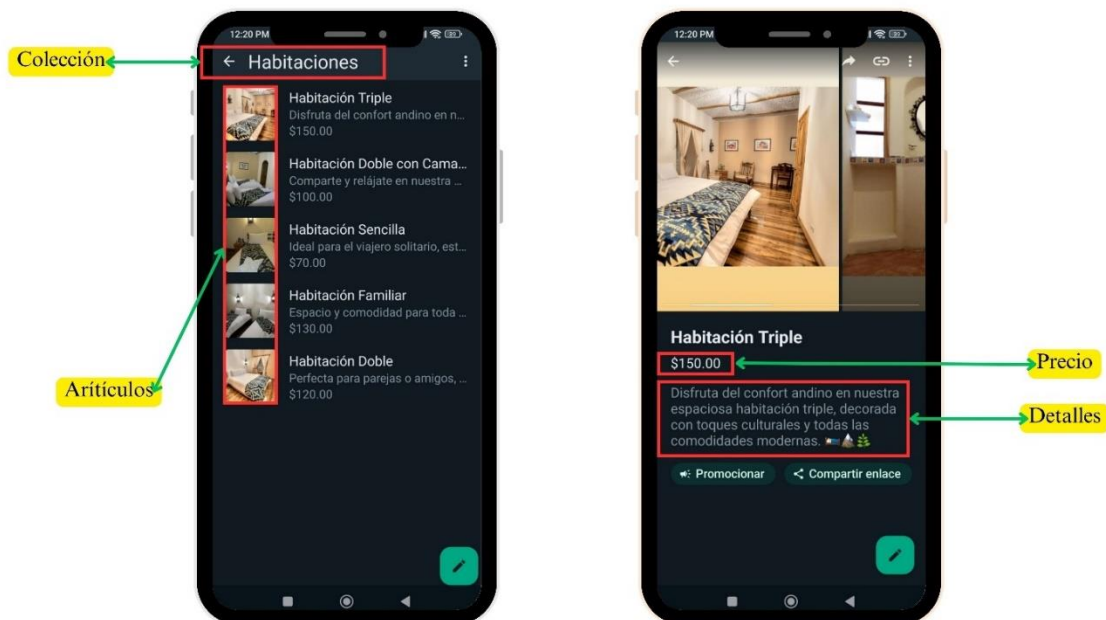 Colección
Arítículos
12:20 PM
Habitaciones
Habitación Triple
Disfruta del confort andino en n...
$150.00
Habitación Doble con Cama...
Comparte y relájate en nuestra ...
$100.00
Habitación Sencilla
Ideal para el viajero solitario, est...
$70.00
Habitación Familiar
Espacio y comodidad para toda ...
$130.00
Habitación Doble
Perfecta para parejas o amigos, ...
$120.00
12:20 PM
Habitación Triple
$150.00
Disfruta del confort andino en nuestra
espaciosa habitación triple, decorada
con toques culturales y todas las
comodidades modernas. 🛏️🏔️🌿
Promocionar
Compartir enlace
Precio
Detalles